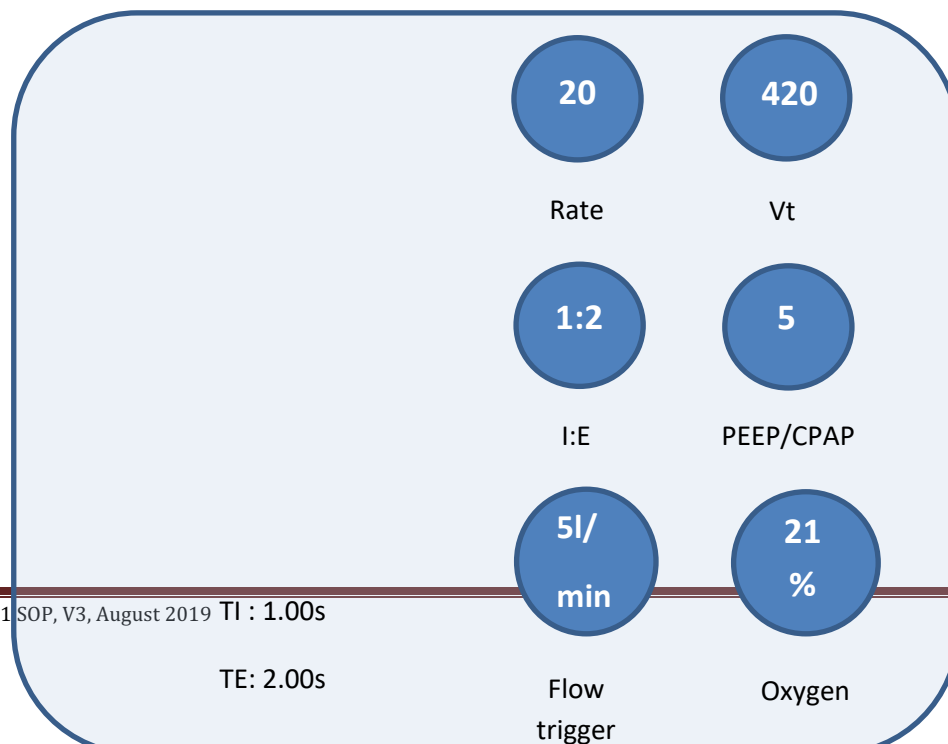 20
420
Rate
Vt
1:2
5
I:E
PEEP/CPAP
5l/
min
21
%
1 SOP, V3, August 2019
TI : 1.00s
TE: 2.00s
Flow
trigger
Oxygen